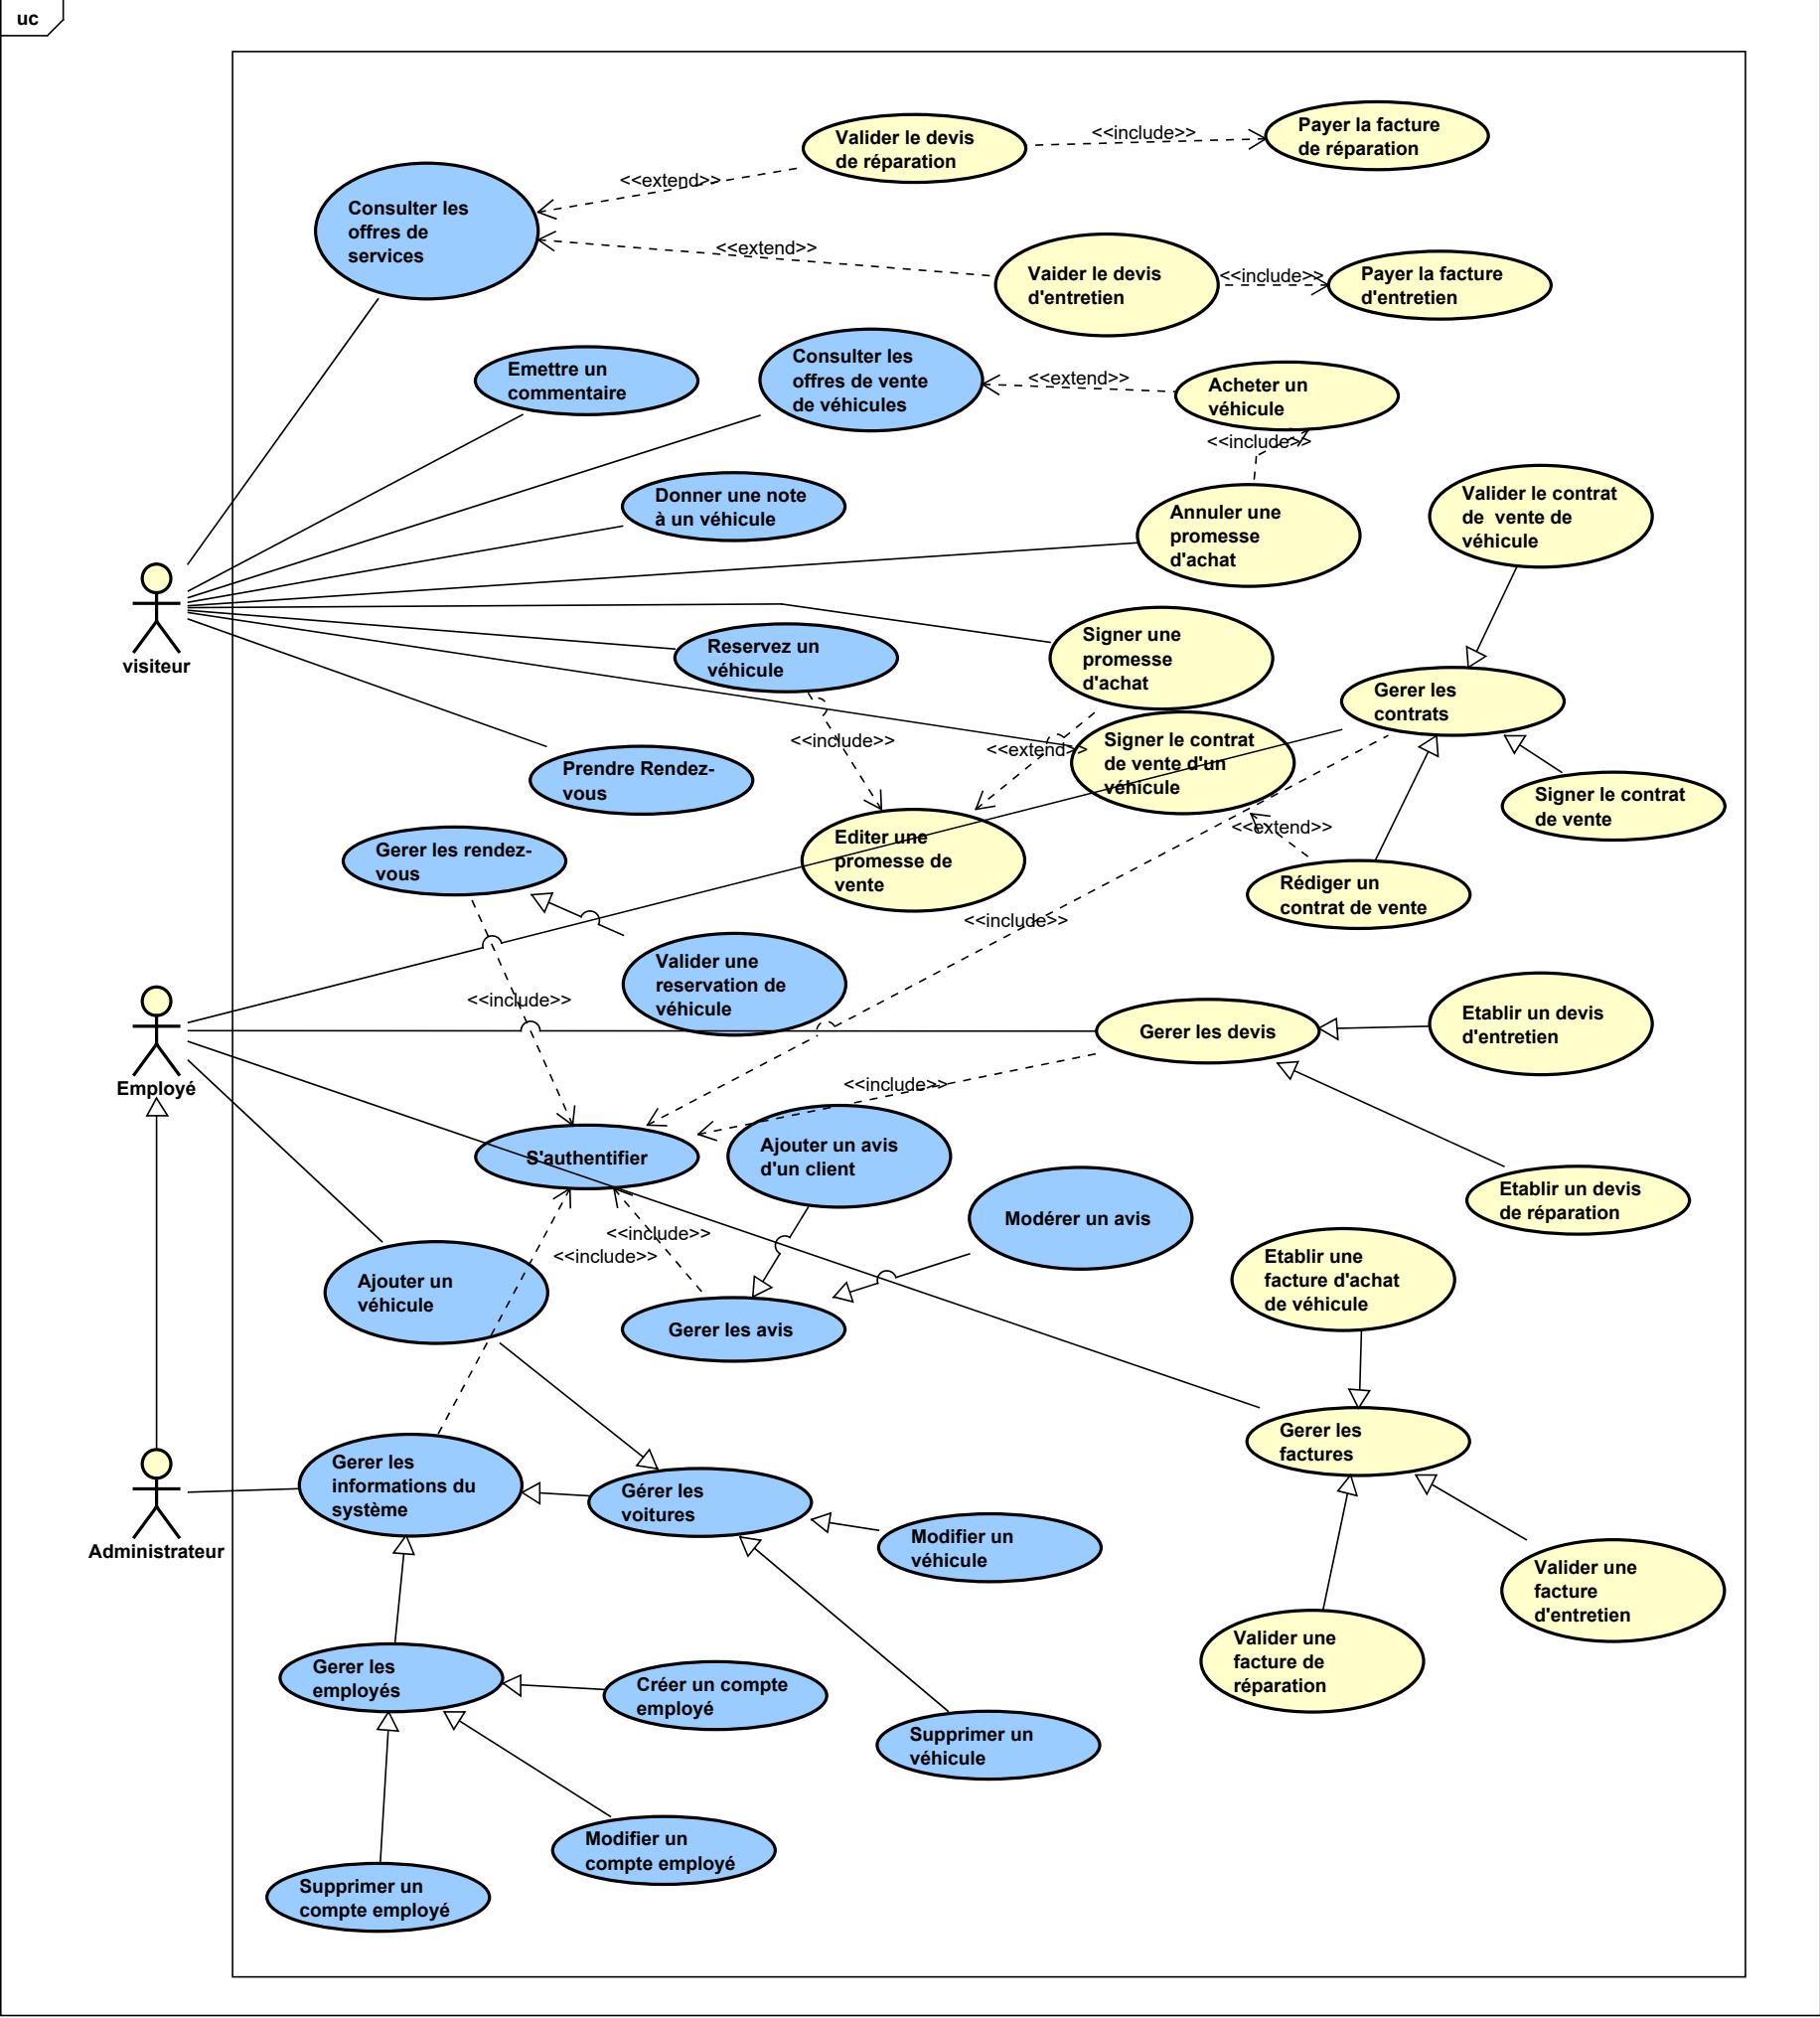 uc
Valider le devis
de réparation
<<include>>
Payer la facture
de réparation
<<extend>>
Consulter les
offres de
services
<<extend>>
Vaider le devis
d'entretien
<<include>>
Payer la facture
d'entretien
Emettre un
commentaire
Consulter les
offres de vente
de véhicules
<<extend>>
Acheter un
véhicule
<<include>>
Donner une note
à un véhicule
Annuler une
promesse
d'achat
Valider le contrat
de  vente de
véhicule
visiteur
Reservez un
véhicule
Signer une
promesse
d'achat
Gerer les
contrats
<<include>>
<<extend>>
Signer le contrat
de vente d'un
véhicule
Prendre Rendez-
vous
Signer le contrat
de vente
<<extend>>
Gerer les rendez-
vous
Editer une
promesse de
vente
Rédiger un
contrat de vente
<<include>>
Valider une
reservation de
véhicule
<<include>>
Employé
Gerer les devis
Etablir un devis
d'entretien
<<include>>
S'authentifier
Ajouter un avis
d'un client
Modérer un avis
Etablir un devis
de réparation
<<include>>
<<include>>
Ajouter un
véhicule
Gerer les avis
Etablir une
facture d'achat
de véhicule
Gerer les
factures
Administrateur
Gerer les
informations du
système
Gérer les
voitures
Modifier un
véhicule
Valider une
facture
d'entretien
Valider une
facture de
réparation
Gerer les
employés
Créer un compte
employé
Supprimer un
véhicule
Modifier un
compte employé
Supprimer un
compte employé